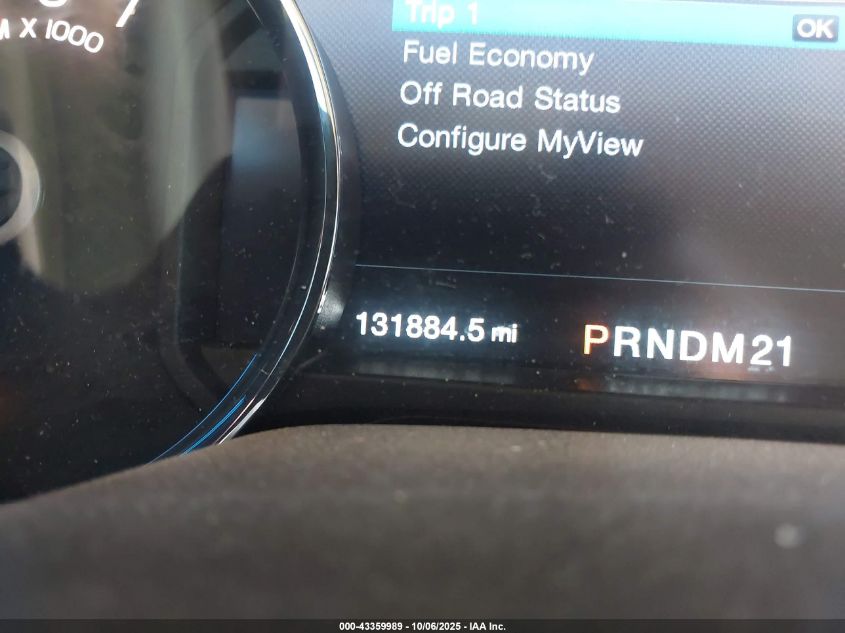 Trip 1
OK
Fuel Economy
Off Road Status
Configure MyView
X 1000
131884.5 mi
PRNDM21
000-43359989 - 10/06/2025 - IAA Inc.